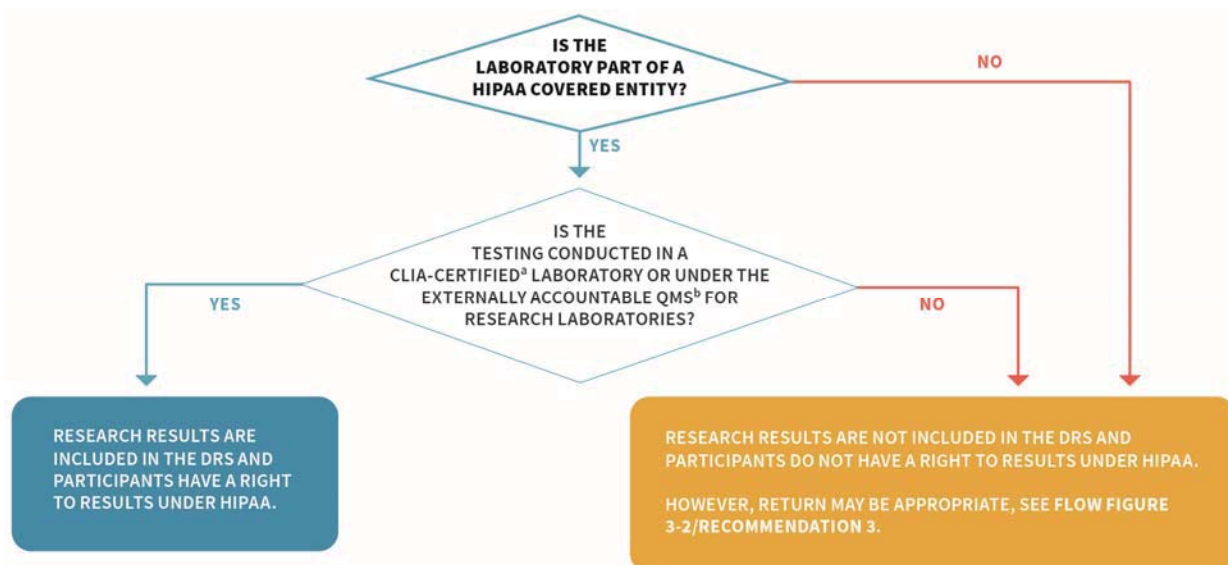 IS THE
LABORATORY PART OF A
HIPAA COVERED ENTITY?
NO
YES
IS THE
TESTING CONDUCTED IN A
CLIA-CERTIFIEDᵃ LABORATORY OR UNDER THE
EXTERNALLY ACCOUNTABLE QMSᵇ FOR
RESEARCH LABORATORIES?
YES
NO
RESEARCH RESULTS ARE
INCLUDED IN THE DRS AND
PARTICIPANTS HAVE A RIGHT
TO RESULTS UNDER HIPAA.
RESEARCH RESULTS ARE NOT INCLUDED IN THE DRS AND
PARTICIPANTS DO NOT HAVE A RIGHT TO RESULTS UNDER HIPAA.
HOWEVER, RETURN MAY BE APPROPRIATE, SEE FLOW FIGURE
3-2/RECOMMENDATION 3.